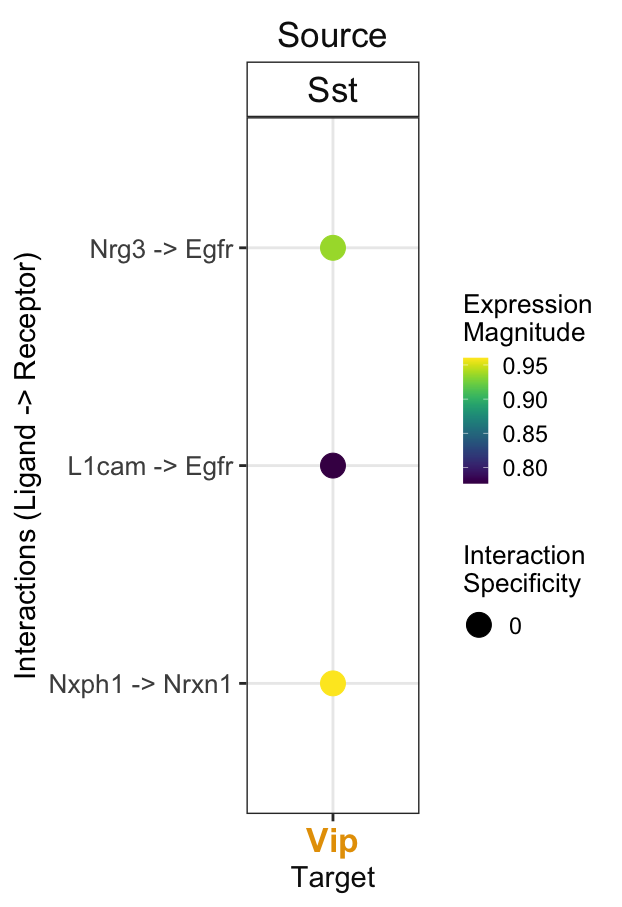 Source
Sst
Interactions (Ligand -> Receptor)
Nrg3 -> Egfr
L1cam -> Egfr
Nxph1 -> Nrxn1
Vip
Target
Expression
Magnitude
0.95
0.90
0.85
0.80
Interaction
Specificity
0